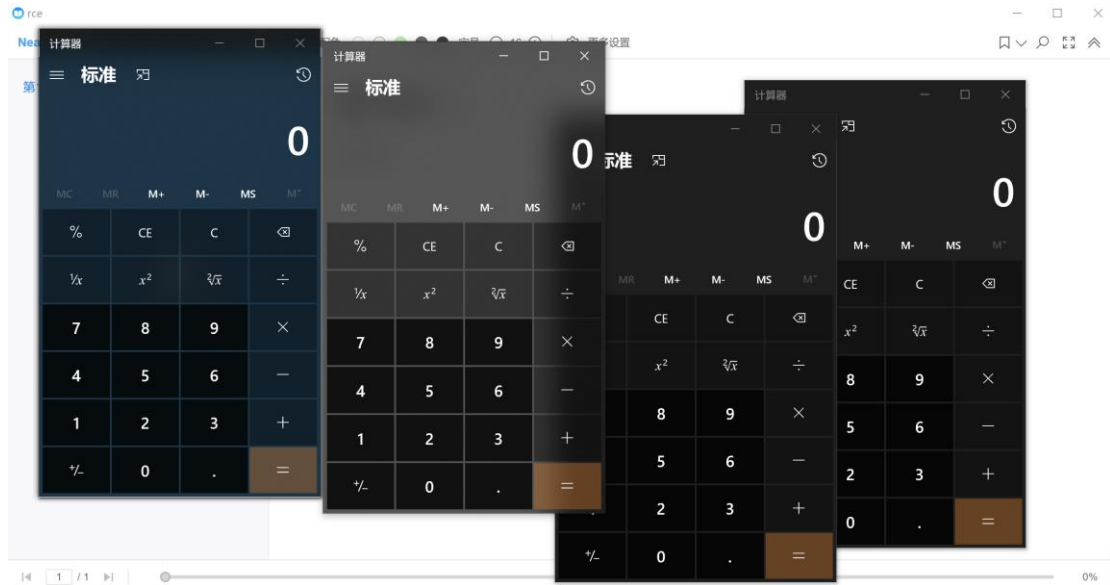 rce
Nea
更多设置
第
1 / 1
0%
计算器
标准
0
MC MR M+ M- MS M˅
% CE C
⅟x x² ²√x ÷
7 8 9 ×
4 5 6 −
1 2 3 +
+/− 0 . =
计算器
标准
0
MC MR M+ M- MS M˅
% CE C
⅟x x² ²√x ÷
7 8 9 ×
4 5 6 −
1 2 3 +
+/− 0 . =
示准
0
MR M+ M- MS M˅
CE C
x² ²√x ÷
8 9 ×
5 6 −
2 3 +
+/− 0 . =
计算器
0
M+ M- MS M˅
CE C
x² ²√x ÷
8 9 ×
5 6 −
2 3 +
0 . =